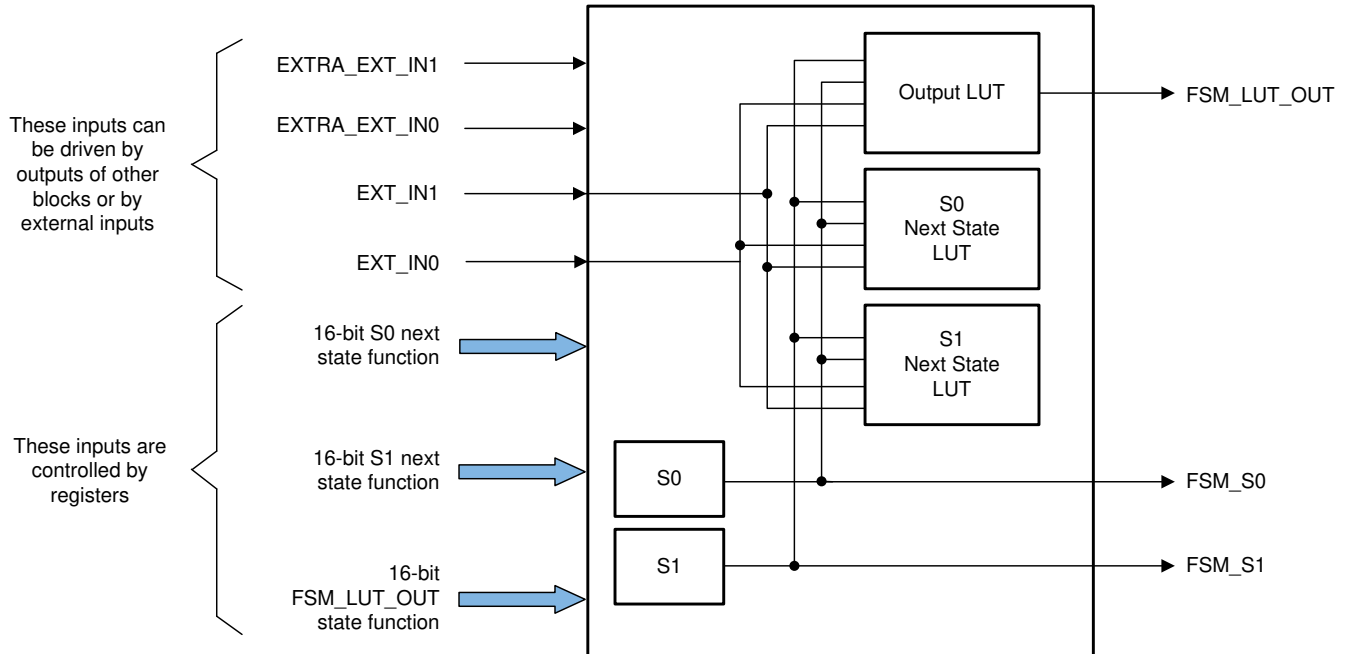 These inputs can
be driven by
outputs of other
blocks or by
external inputs
EXTRA_EXT_IN1
EXTRA_EXT_IN0
EXT_IN1
EXT_IN0
These inputs are
controlled by
registers
16-bit S0 next
state function
16-bit S1 next
state function
16-bit
FSM_LUT_OUT
state function
Output LUT
S0
Next State
LUT
S1
Next State
LUT
S0
S1
FSM_LUT_OUT
FSM_S0
FSM_S1